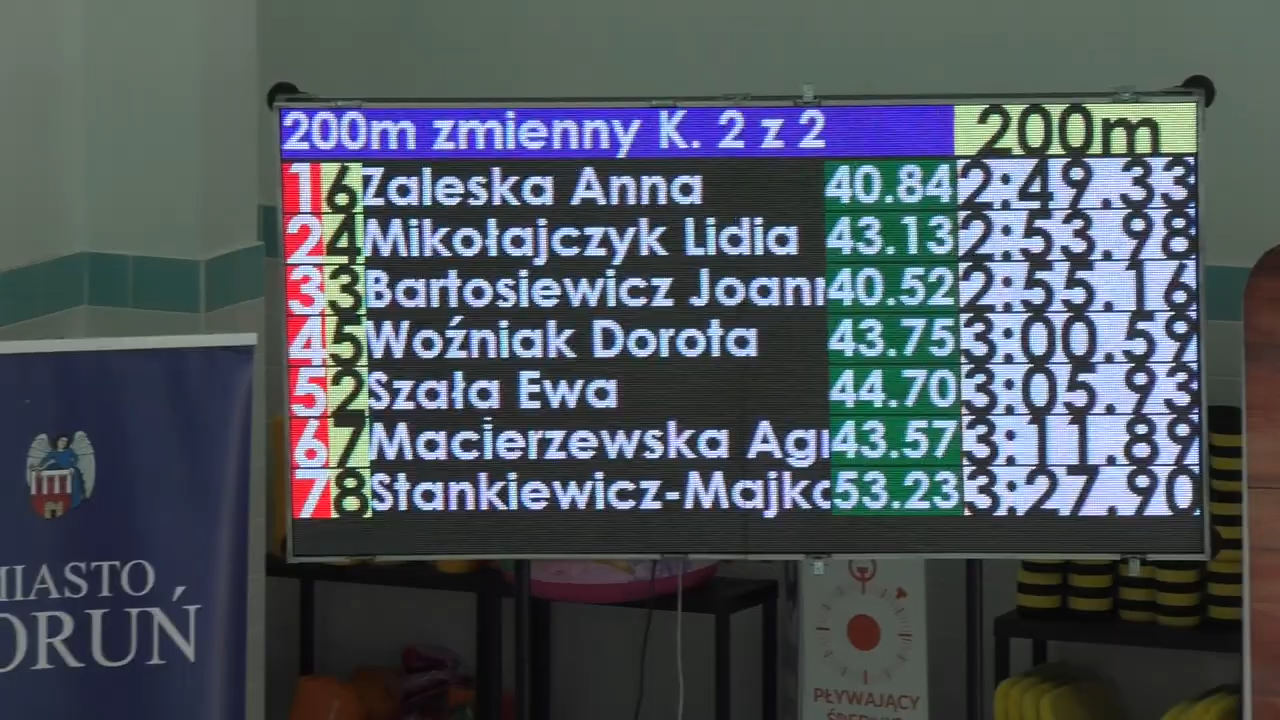 200m zmienny K. 2 z 2 200m
1 6 Zaleska Anna 40.84 2:49.33
2 4 Mikołajczyk Lidia 43.13 2:53.98
3 3 Bartosiewicz Joann 40.52 2:55.16
4 5 Woźniak Dorota 43.75 3:00.59
5 2 Szała Ewa 44.70 3:05.93
6 7 Macierzewska Agn 43.57 3:11.89
7 8 Stankiewicz-Majko 53.23 3:27.90
MIASTO
ORUŃ
PŁYWAJĄCY